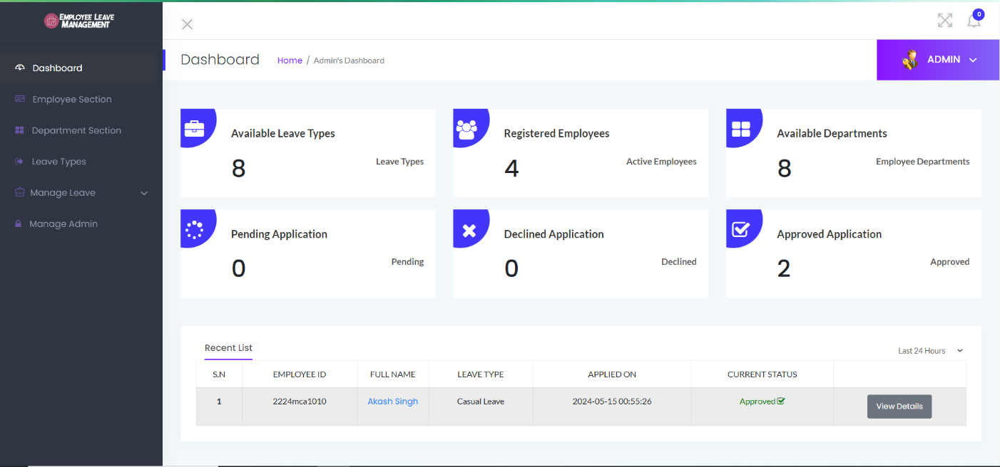 EMPLOYEE LEAVE
MANAGEMENT
0
Dashboard
Home / Admin's Dashboard
ADMIN
Dashboard
Employee Section
Department Section
Leave Types
Manage Leave
Manage Admin
Available Leave Types
8
Leave Types
Registered Employees
4
Active Employees
Available Departments
8
Employee Departments
Pending Application
0
Pending
Declined Application
0
Declined
Approved Application
2
Approved
Recent List
Last 24 Hours
S.N EMPLOYEE ID FULL NAME LEAVE TYPE APPLIED ON CURRENT STATUS
1 2224mca1010 Akash Singh Casual Leave 2024-05-15 00:55:26 Approved View Details